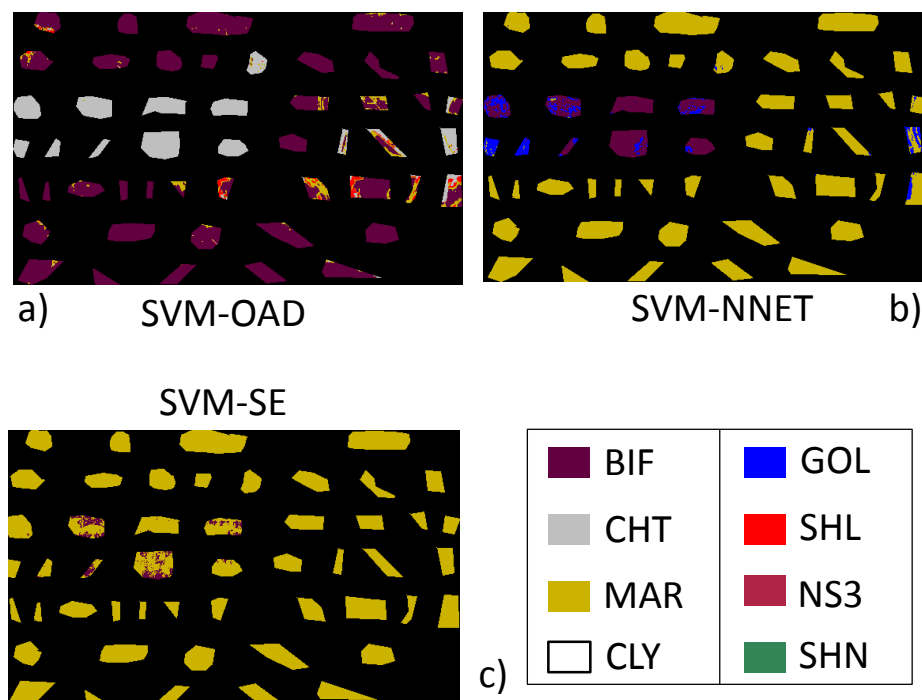 a)
SVM-OAD
SVM-NNET
b)
SVM-SE
c)
BIF
CHT
MAR
CLY
GOL
SHL
NS3
SHN